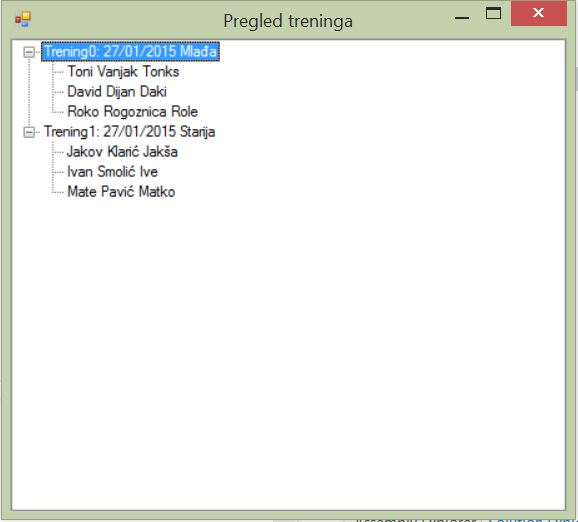 Pregled treninga
Trening0: 27/01/2015 Mlađa
Toni Vanjak Tonks
David Dijan Daki
Roko Rogoznica Role
Trening1: 27/01/2015 Starija
Jakov Klarić Jakša
Ivan Smolić Ive
Mate Pavić Matko